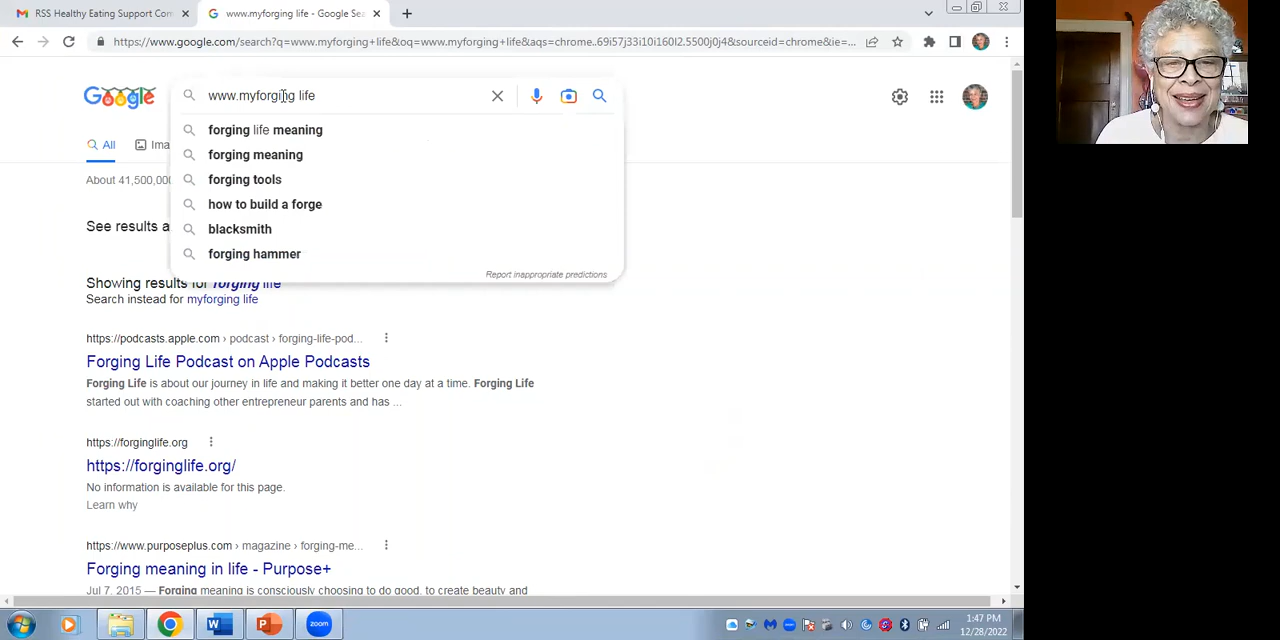 RSS Healthy Eating Support Com
www.myforging life - Google Sea
https://www.google.com/search?q=www.myforging+life&oq=www.myforging+life&aqs=chrome..69i57j33i10i160l2.5500j0j4&sourceid=chrome&ie=...
Google
www.myforging life
forging life meaning
forging meaning
forging tools
how to build a forge
blacksmith
forging hammer
Report inappropriate predictions
All
Ima
About 41,500,000
See results a
Showing results for forging life
Search instead for myforging life
https://podcasts.apple.com › podcast › forging-life-pod...
Forging Life Podcast on Apple Podcasts
Forging Life is about our journey in life and making it better one day at a time. Forging Life
started out with coaching other entrepreneur parents and has ...
https://forginglife.org
https://forginglife.org/
No information is available for this page.
Learn why
https://www.purposeplus.com › magazine › forging-me...
Forging meaning in life - Purpose+
Jul 7, 2015 — Forging meaning is consciously choosing to do good, to create beauty and
zoom
1:47 PM
12/28/2022